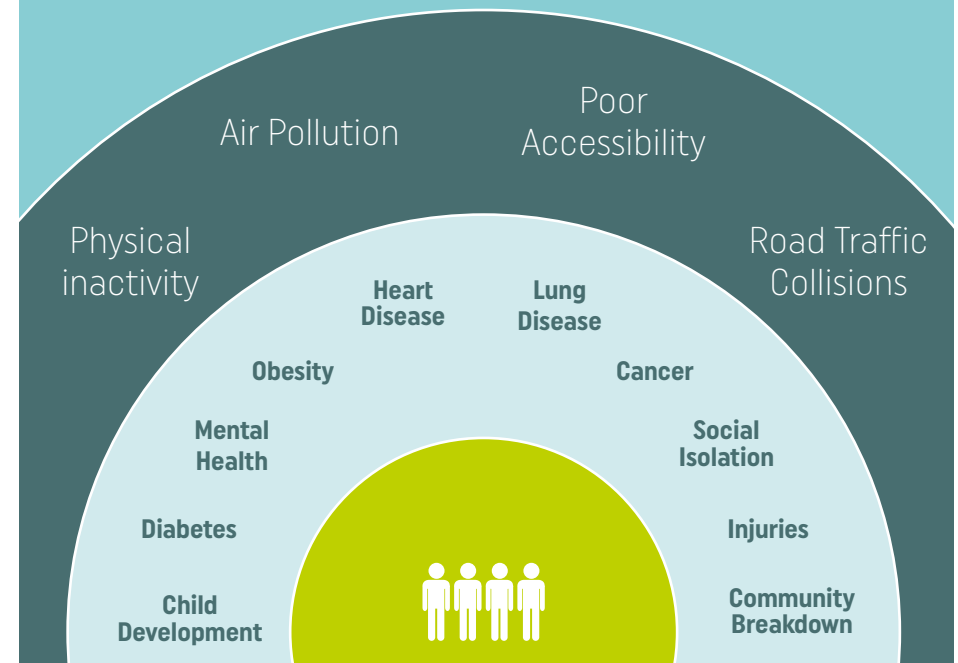 Air Pollution
Poor
Accessibility
Physical
inactivity
Road Traffic
Collisions
Heart
Disease
Lung
Disease
Obesity
Cancer
Mental
Health
Social
Isolation
Diabetes
Injuries
Child
Development
Community
Breakdown